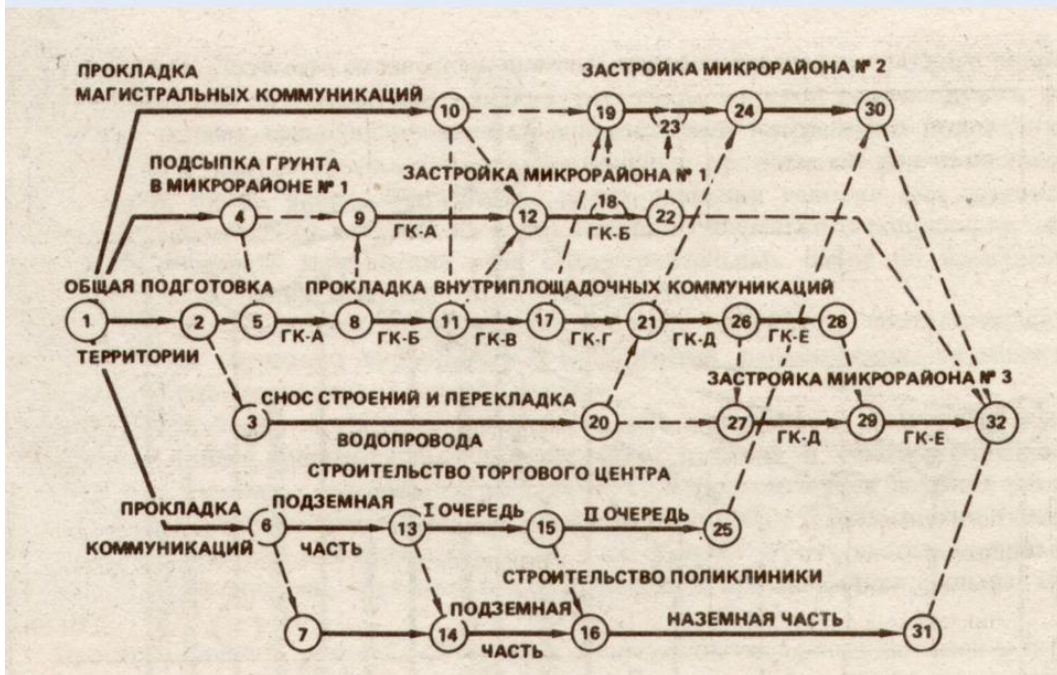 ПРОКЛАДКА
МАГИСТРАЛЬНЫХ КОММУНИКАЦИЙ
10
ЗАСТРОЙКА МИКРОРАЙОНА № 2
19
23
24
30
ПОДСЫПКА ГРУНТА
В МИКРОРАЙОНЕ № 1
4
9
ГК-А
ЗАСТРОЙКА МИКРОРАЙОНА № 1
12
18
ГК-Б
22
ОБЩАЯ ПОДГОТОВКА
ТЕРРИТОРИИ
ПРОКЛАДКА ВНУТРИПЛОЩАДОЧНЫХ КОММУНИКАЦИЙ
1
2
5
ГК-А
8
ГК-Б
11
ГК-В
17
ГК-Г
21
ГК-Д
26
ГК-Е
28
3
СНОС СТРОЕНИЙ И ПЕРЕКЛАДКА
ВОДОПРОВОДА
20
ЗАСТРОЙКА МИКРОРАЙОНА № 3
27
ГК-Д
29
ГК-Е
32
СТРОИТЕЛЬСТВО ТОРГОВОГО ЦЕНТРА
ПРОКЛАДКА
КОММУНИКАЦИЙ
6
ПОДЗЕМНАЯ
ЧАСТЬ
13
I ОЧЕРЕДЬ
15
II ОЧЕРЕДЬ
25
СТРОИТЕЛЬСТВО ПОЛИКЛИНИКИ
7
14
ПОДЗЕМНАЯ
ЧАСТЬ
16
НАЗЕМНАЯ ЧАСТЬ
31